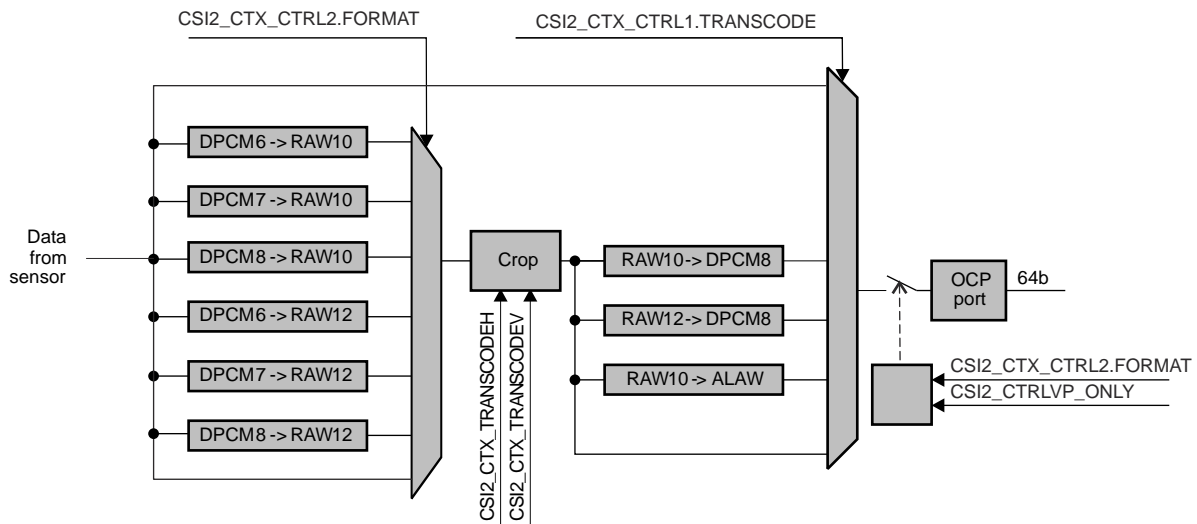 CSI2_CTX_CTRL2.FORMAT
CSI2_CTX_CTRL1.TRANSCODE
DPCM6 -> RAW10
DPCM7 -> RAW10
DPCM8 -> RAW10
DPCM6 -> RAW12
DPCM7 -> RAW12
DPCM8 -> RAW12
Data
from
sensor
Crop
CSI2_CTX_TRANSCODEH
CSI2_CTX_TRANSCODEV
RAW10 -> DPCM8
RAW12 -> DPCM8
RAW10 -> ALAW
OCP
port
64b
CSI2_CTX_CTRL2.FORMAT
CSI2_CTRLVP_ONLY